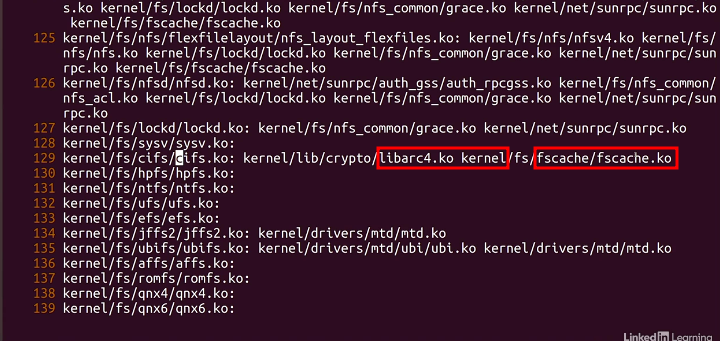 s.ko kernel/fs/lockd/lockd.ko kernel/fs/nfs_common/grace.ko kernel/net/sunrpc/sunrpc.ko
kernel/fs/fscache/fscache.ko
125 kernel/fs/nfs/flexfilelayout/nfs_layout_flexfiles.ko: kernel/fs/nfs/nfsv4.ko kernel/fs/
nfs/nfs.ko kernel/fs/lockd/lockd.ko kernel/fs/nfs_common/grace.ko kernel/net/sunrpc/sun
rpc.ko kernel/fs/fscache/fscache.ko
126 kernel/fs/nfsd/nfsd.ko: kernel/net/sunrpc/auth_gss/auth_rpcgss.ko kernel/fs/nfs_common/
nfs_acl.ko kernel/fs/lockd/lockd.ko kernel/fs/nfs_common/grace.ko kernel/net/sunrpc/sun
rpc.ko
127 kernel/fs/lockd/lockd.ko: kernel/fs/nfs_common/grace.ko kernel/net/sunrpc/sunrpc.ko
128 kernel/fs/sysv/sysv.ko:
129 kernel/fs/cifs/cifs.ko: kernel/lib/crypto/libarc4.ko kernel/fs/fscache/fscache.ko
130 kernel/fs/hpfs/hpfs.ko:
131 kernel/fs/ntfs/ntfs.ko:
132 kernel/fs/ufs/ufs.ko:
133 kernel/fs/efs/efs.ko:
134 kernel/fs/jffs2/jffs2.ko: kernel/drivers/mtd/mtd.ko
135 kernel/fs/ubifs/ubifs.ko: kernel/drivers/mtd/ubi/ubi.ko kernel/drivers/mtd/mtd.ko
136 kernel/fs/affs/affs.ko:
137 kernel/fs/romfs/romfs.ko:
138 kernel/fs/qnx4/qnx4.ko:
139 kernel/fs/qnx6/qnx6.ko:
LinkedIn Learning